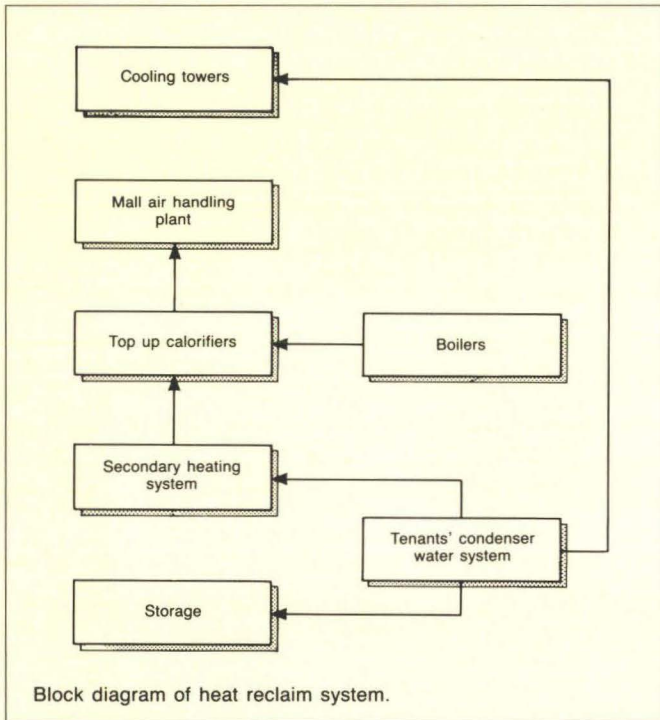 Cooling towers
Mall air handling
plant
Top up calorifiers
Boilers
Secondary heating
system
Tenants' condenser
water system
Storage
Block diagram of heat reclaim system.